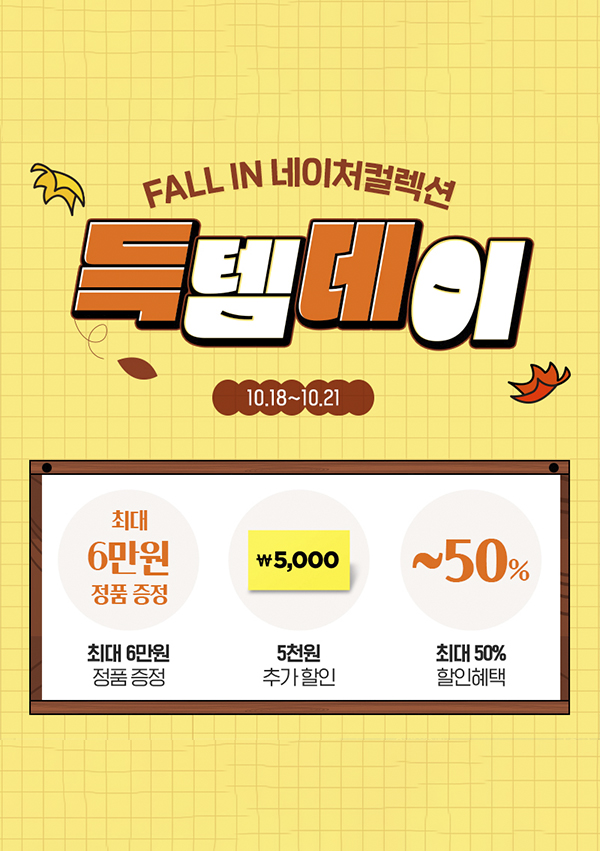 FALL IN 네이처컬렉션
득템데이
10.18~10.21
최대
6만원
정품 증정
최대 6만원
정품 증정
₩5,000
5천원
추가 할인
~50%
최대 50%
할인혜택